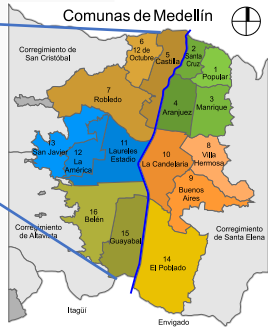 Comunas de Medellín
Corregimiento de
San Cristóbal
6
12 de
Octubre
5
Castilla
2
Santa
Cruz
1
Popular
7
Robledo
4
Aranjuez
3
Manrique
13
San Javier
12
La
América
11
Laureles
Estadio
10
La Candelaria
8
Villa
Hermosa
9
Buenos
Aires
16
Belén
15
Guayabal
Corregimiento
de Altavista
Corregimiento
de Santa Elena
14
El Poblado
Itagüí
Envigado